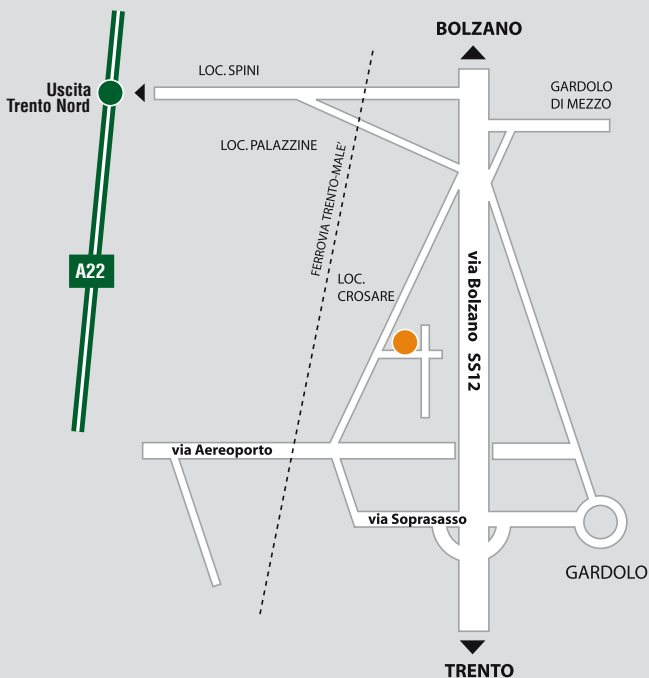 BOLZANO
LOC. SPINI
Uscita
Trento Nord
GARDOLO
DI MEZZO
LOC. PALAZZINE
FERROVIA TRENTO-MALE'
A22
LOC.
CROSARE
via Bolzano SS12
via Aereoporto
via Soprasasso
GARDOLO
TRENTO